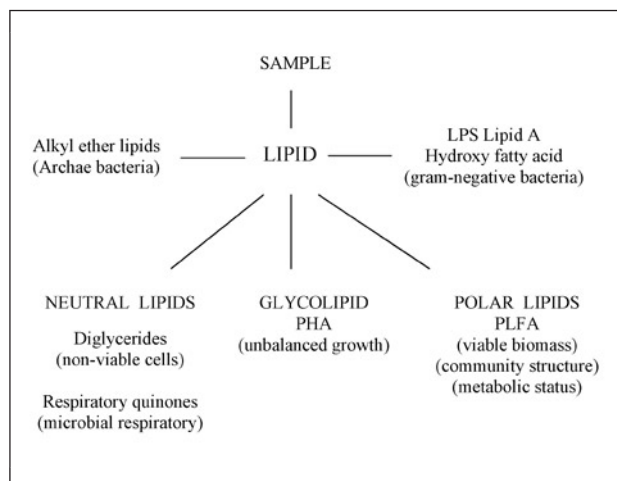 SAMPLE
Alkyl ether lipids
(Archae bacteria)
LIPID
LPS Lipid A
Hydroxy fatty acid
(gram-negative bacteria)
NEUTRAL LIPIDS
Diglycerides
(non-viable cells)
Respiratory quinones
(microbial respiratory)
GLYCOLIPID
PHA
(unbalanced growth)
POLAR LIPIDS
PLFA
(viable biomass)
(community structure)
(metabolic status)